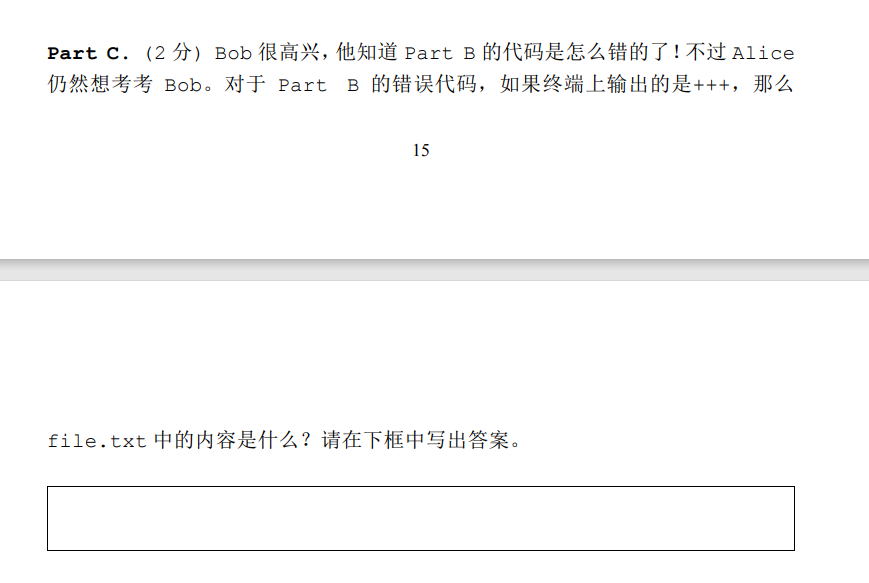 Part C. (2 分) Bob 很高兴，他知道 Part B 的代码是怎么错的了！不过 Alice
仍然想考考 Bob。对于 Part B 的错误代码，如果终端上输出的是+++，那么
15
file.txt 中的内容是什么？请在下框中写出答案。